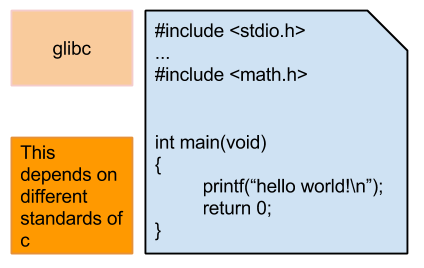 glibc
This
depends on
different
standards of
c
#include <stdio.h>
...
#include <math.h>
int main(void)
{
printf(“hello world!\n”);
return 0;
}